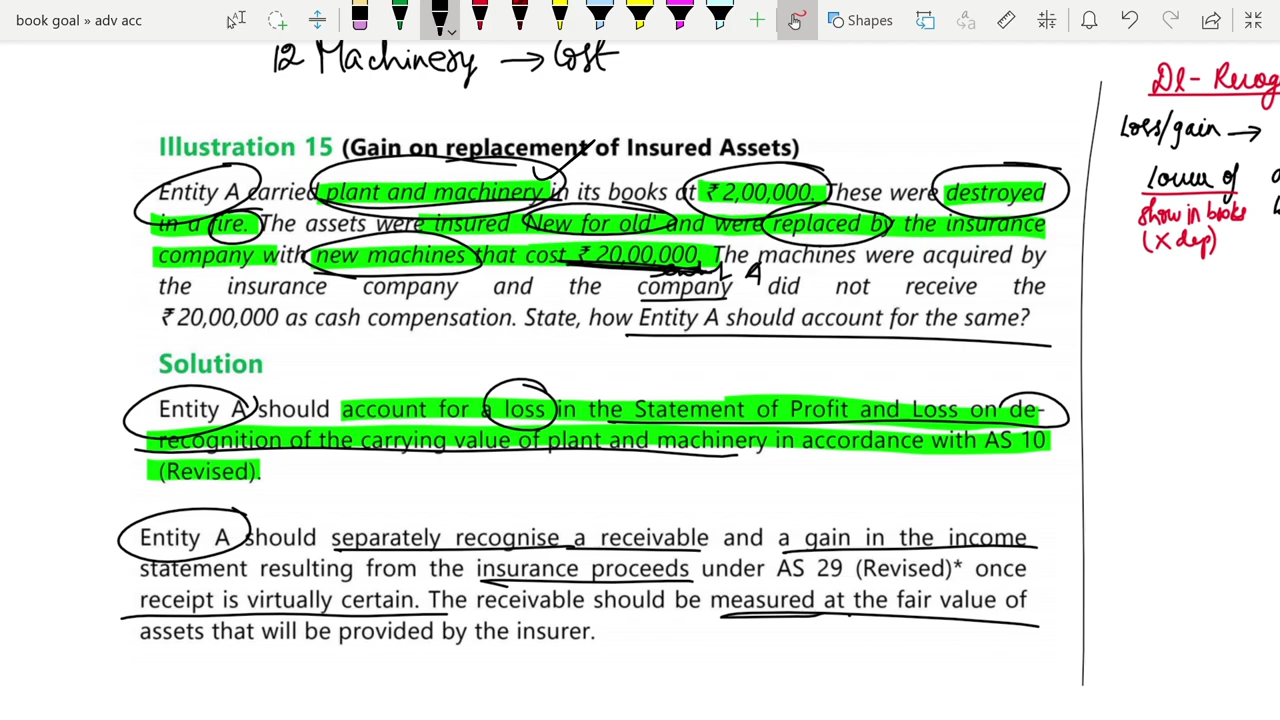 book goal » adv acc
Shapes
12 Machinery → Cost
Illustration 15 (Gain on replacement of Insured Assets)
Entity A carried plant and machinery in its books at ₹ 2,00,000. These were destroyed
in a fire. The assets were insured 'New for old' and were replaced by the insurance
company with new machines that cost ₹ 20,00,000. The machines were acquired by
the insurance company and the company A did not receive the
₹ 20,00,000 as cash compensation. State, how Entity A should account for the same?
Solution
Entity A should account for a loss in the Statement of Profit and Loss on de-
recognition of the carrying value of plant and machinery in accordance with AS 10
(Revised).
Entity A should separately recognise a receivable and a gain in the income
statement resulting from the insurance proceeds under AS 29 (Revised)* once
receipt is virtually certain. The receivable should be measured at the fair value of
assets that will be provided by the insurer.
Loss/gain →
lower of
show in books
(X dep)